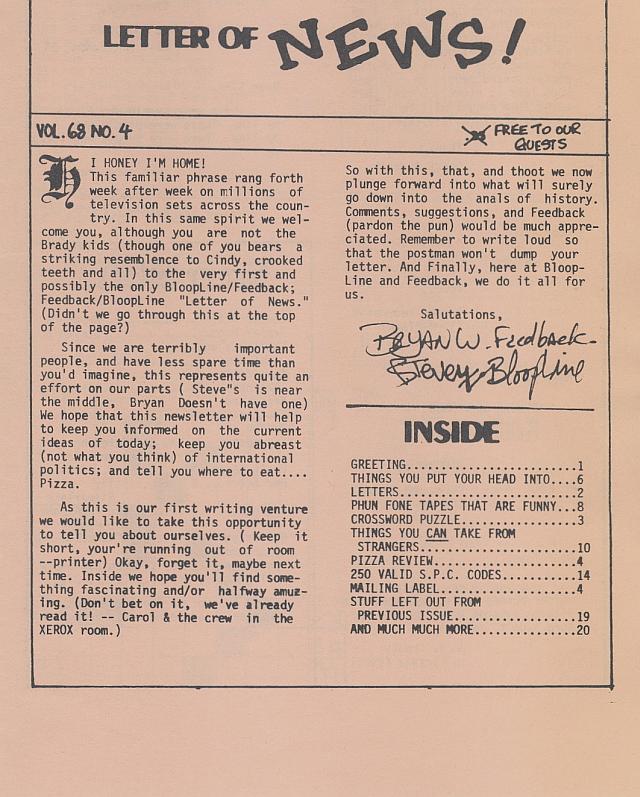 LETTER OF NEWS!
VOL. 68 NO. 4
FREE TO OUR
GUESTS
HI HONEY I'M HOME!
This familiar phrase rang forth
week after week on millions of
television sets across the coun-
try. In this same spirit we wel-
come you, although you are not the
Brady kids (though one of you bears a
striking resemblence to Cindy, crooked
teeth and all) to the very first and
possibly the only BloopLine/Feedback;
Feedback/BloopLine "Letter of News."
(Didn't we go through this at the top
of the page?)
Since we are terribly important
people, and have less spare time than
you'd imagine, this represents quite an
effort on our parts ( Steve"s is near
the middle, Bryan Doesn't have one)
We hope that this newsletter will help
to keep you informed on the current
ideas of today; keep you abreast
(not what you think) of international
politics; and tell you where to eat....
Pizza.
As this is our first writing venture
we would like to take this opportunity
to tell you about ourselves. ( Keep it
short, your're running out of room
--printer) Okay, forget it, maybe next
time. Inside we hope you'll find some-
thing fascinating and/or halfway amuz-
ing. (Don't bet on it, we've already
read it! -- Carol & the crew in the
XEROX room.)
So with this, that, and thoot we now
plunge forward into what will surely
go down into the anals of history.
Comments, suggestions, and Feedback
(pardon the pun) would be much appre-
ciated. Remember to write loud so
that the postman won't dump your
letter. And Finally, here at Bloop-
Line and Feedback, we do it all for
us.
Salutations,
Bryan W. Feedback
Stevey BloopLine
INSIDE
GREETING......................1
THINGS YOU PUT YOUR HEAD INTO....6
LETTERS.......................2
PHUN FONE TAPES THAT ARE FUNNY...8
CROSSWORD PUZZLE...............3
THINGS YOU CAN TAKE FROM
STRANGERS....................10
PIZZA REVIEW...................4
250 VALID S.P.C. CODES..........14
MAILING LABEL..................4
STUFF LEFT OUT FROM
PREVIOUS ISSUE...............19
AND MUCH MUCH MORE.............20